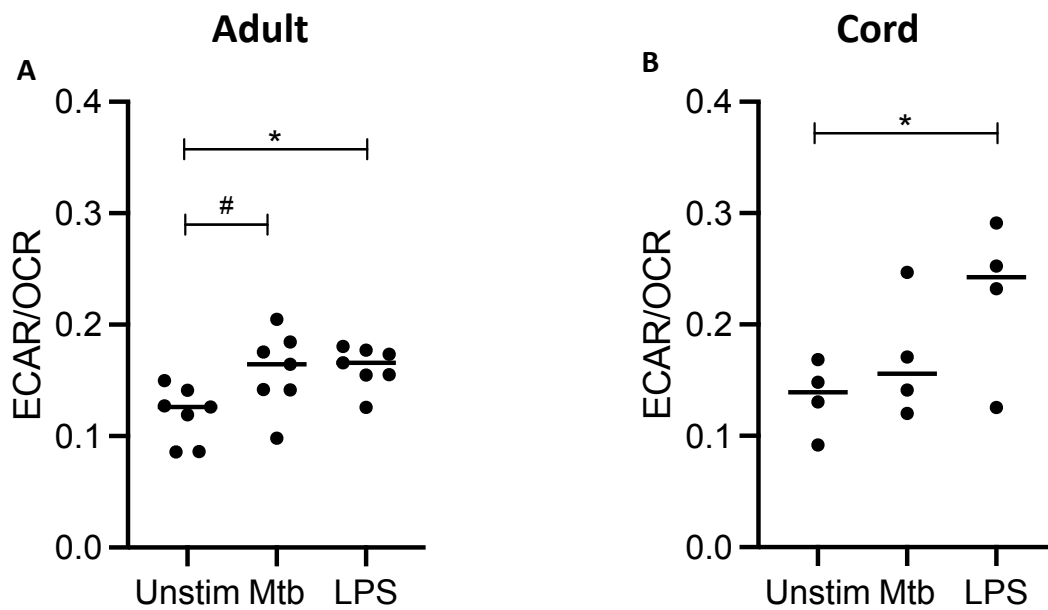 Adult
A
ECAR/OCR
0.4
0.3
0.2
0.1
0.0
*
#
Unstim Mtb LPS
Cord
B
ECAR/OCR
0.4
0.3
0.2
0.1
0.0
*
Unstim Mtb LPS